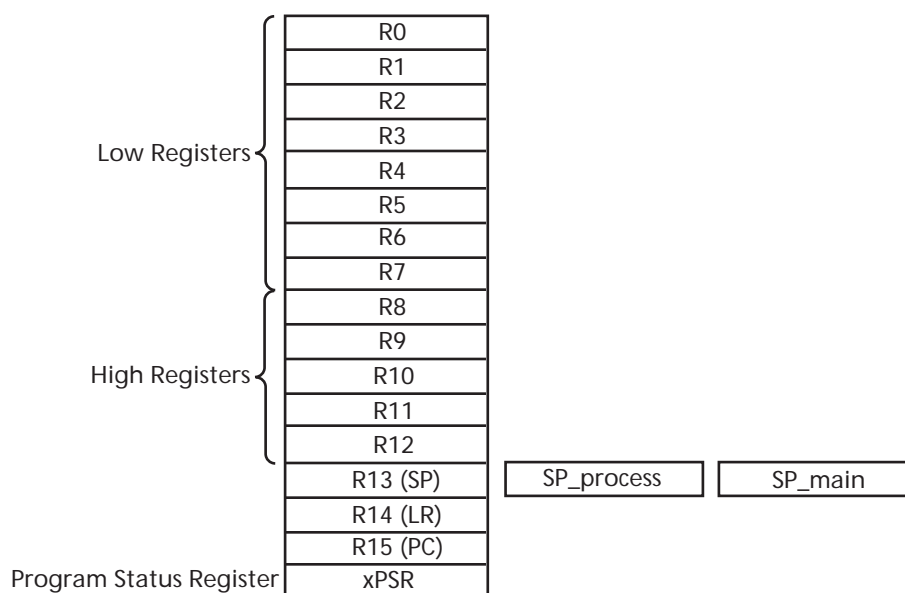 R0
R1
R2
R3
Low Registers
R4
R5
R6
R7
R8
R9
High Registers
R10
R11
R12
R13 (SP)
SP_process
SP_main
R14 (LR)
R15 (PC)
Program Status Register
xPSR